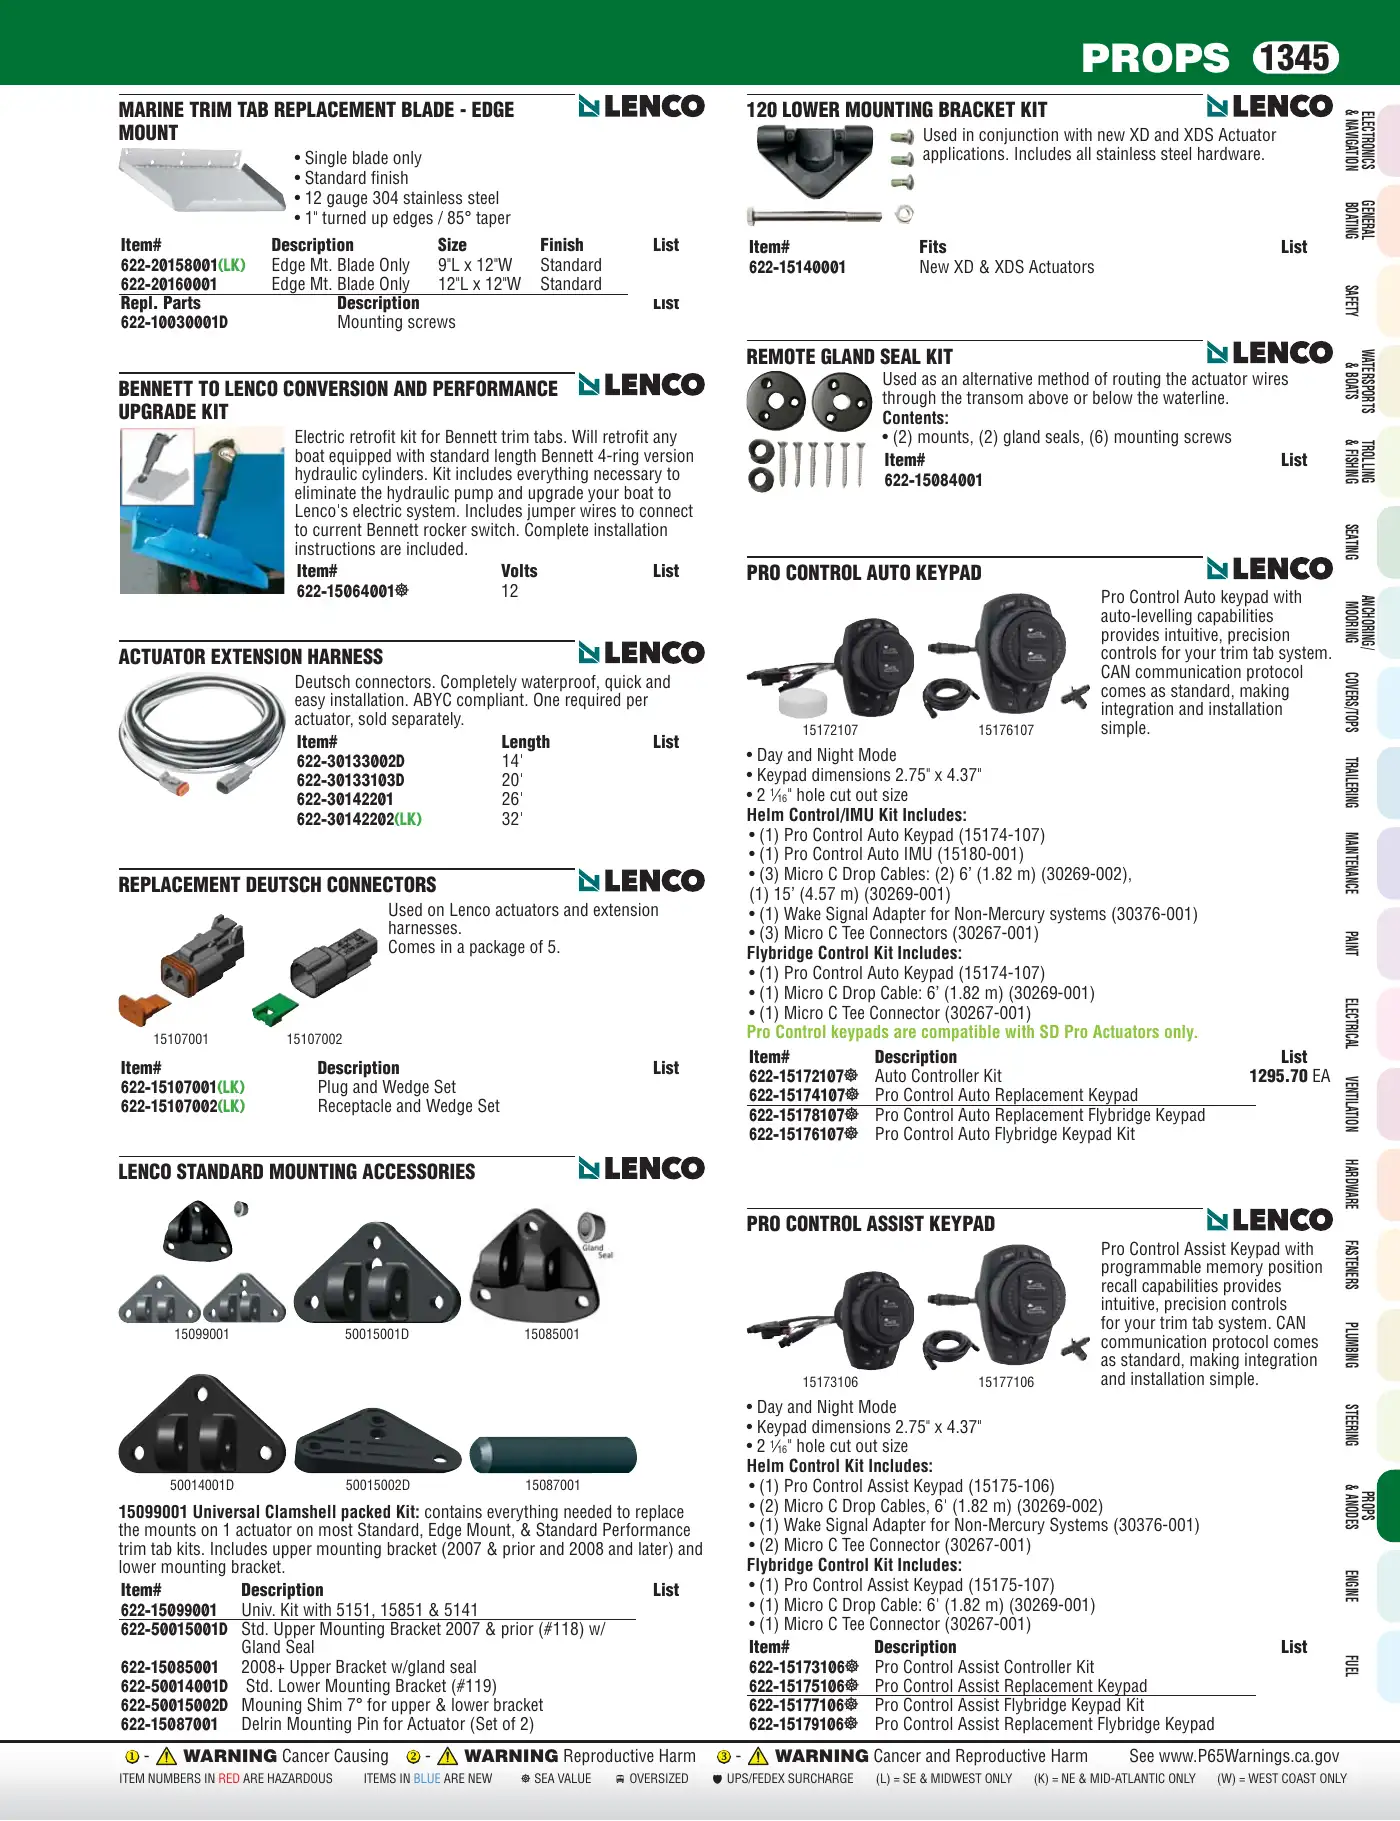 PROPS 1345
MARINE TRIM TAB REPLACEMENT BLADE - EDGE
MOUNT
LENCO
• Single blade only
• Standard finish
• 12 gauge 304 stainless steel
• 1" turned up edges / 85° taper
Item# Description Size Finish List
622-20158001(LK) Edge Mt. Blade Only 9"L x 12"W Standard
622-20160001 Edge Mt. Blade Only 12"L x 12"W Standard
Repl. Parts Description List
622-10030001D Mounting screws
BENNETT TO LENCO CONVERSION AND PERFORMANCE
UPGRADE KIT
LENCO
Electric retrofit kit for Bennett trim tabs. Will retrofit any
boat equipped with standard length Bennett 4-ring version
hydraulic cylinders. Kit includes everything necessary to
eliminate the hydraulic pump and upgrade your boat to
Lenco's electric system. Includes jumper wires to connect
to current Bennett rocker switch. Complete installation
instructions are included.
Item# Volts List
622-15064001☸ 12
ACTUATOR EXTENSION HARNESS
LENCO
Deutsch connectors. Completely waterproof, quick and
easy installation. ABYC compliant. One required per
actuator, sold separately.
Item# Length List
622-30133002D 14'
622-30133103D 20'
622-30142201 26'
622-30142202(LK) 32'
REPLACEMENT DEUTSCH CONNECTORS
LENCO
Used on Lenco actuators and extension
harnesses.
Comes in a package of 5.
15107001 15107002
Item# Description List
622-15107001(LK) Plug and Wedge Set
622-15107002(LK) Receptacle and Wedge Set
LENCO STANDARD MOUNTING ACCESSORIES
LENCO
Gland
Seal
15099001 50015001D 15085001
50014001D 50015002D 15087001
15099001 Universal Clamshell packed Kit: contains everything needed to replace
the mounts on 1 actuator on most Standard, Edge Mount, & Standard Performance
trim tab kits. Includes upper mounting bracket (2007 & prior and 2008 and later) and
lower mounting bracket.
Item# Description List
622-15099001 Univ. Kit with 5151, 15851 & 5141
622-50015001D Std. Upper Mounting Bracket 2007 & prior (#118) w/
Gland Seal
622-15085001 2008+ Upper Bracket w/gland seal
622-50014001D Std. Lower Mounting Bracket (#119)
622-50015002D Mouning Shim 7° for upper & lower bracket
622-15087001 Delrin Mounting Pin for Actuator (Set of 2)
120 LOWER MOUNTING BRACKET KIT
LENCO
Used in conjunction with new XD and XDS Actuator
applications. Includes all stainless steel hardware.
Item# Fits List
622-15140001 New XD & XDS Actuators
REMOTE GLAND SEAL KIT
LENCO
Used as an alternative method of routing the actuator wires
through the transom above or below the waterline.
Contents:
• (2) mounts, (2) gland seals, (6) mounting screws
Item# List
622-15084001
PRO CONTROL AUTO KEYPAD
LENCO
Pro Control Auto keypad with
auto-levelling capabilities
provides intuitive, precision
controls for your trim tab system.
CAN communication protocol
comes as standard, making
integration and installation
simple.
15172107 15176107
• Day and Night Mode
• Keypad dimensions 2.75" x 4.37"
• 2 1⁄16" hole cut out size
Helm Control/IMU Kit Includes:
• (1) Pro Control Auto Keypad (15174-107)
• (1) Pro Control Auto IMU (15180-001)
• (3) Micro C Drop Cables: (2) 6’ (1.82 m) (30269-002),
(1) 15’ (4.57 m) (30269-001)
• (1) Wake Signal Adapter for Non-Mercury systems (30376-001)
• (3) Micro C Tee Connectors (30267-001)
Flybridge Control Kit Includes:
• (1) Pro Control Auto Keypad (15174-107)
• (1) Micro C Drop Cable: 6’ (1.82 m) (30269-001)
• (1) Micro C Tee Connector (30267-001)
Pro Control keypads are compatible with SD Pro Actuators only.
Item# Description List
622-15172107☸ Auto Controller Kit 1295.70 EA
622-15174107☸ Pro Control Auto Replacement Keypad
622-15178107☸ Pro Control Auto Replacement Flybridge Keypad
622-15176107☸ Pro Control Auto Flybridge Keypad Kit
PRO CONTROL ASSIST KEYPAD
LENCO
Pro Control Assist Keypad with
programmable memory position
recall capabilities provides
intuitive, precision controls
for your trim tab system. CAN
communication protocol comes
as standard, making integration
and installation simple.
15173106 15177106
• Day and Night Mode
• Keypad dimensions 2.75" x 4.37"
• 2 1⁄16" hole cut out size
Helm Control Kit Includes:
• (1) Pro Control Assist Keypad (15175-106)
• (2) Micro C Drop Cables, 6' (1.82 m) (30269-002)
• (1) Wake Signal Adapter for Non-Mercury Systems (30376-001)
• (2) Micro C Tee Connector (30267-001)
Flybridge Control Kit Includes:
• (1) Pro Control Assist Keypad (15175-107)
• (1) Micro C Drop Cable: 6' (1.82 m) (30269-001)
• (1) Micro C Tee Connector (30267-001)
Item# Description List
622-15173106☸ Pro Control Assist Controller Kit
622-15175106☸ Pro Control Assist Replacement Keypad
622-15177106☸ Pro Control Assist Flybridge Keypad Kit
622-15179106☸ Pro Control Assist Replacement Flybridge Keypad
ELECTRONICS
& NAVIGATION
GENERAL
BOATING
SAFETY
WATERSPORTS
& BOATS
TROLLING
& FISHING
SEATING
ANCHORING/
MOORING
COVERS/TOPS
TRAILERING
MAINTENANCE
PAINT
ELECTRICAL
VENTILATION
HARDWARE
FASTENERS
PLUMBING
STEERING
PROPS
& ANODES
ENGINE
FUEL
① - ⚠ WARNING Cancer Causing ② - ⚠ WARNING Reproductive Harm ③ - ⚠ WARNING Cancer and Reproductive Harm See www.P65Warnings.ca.gov
ITEM NUMBERS IN RED ARE HAZARDOUS ITEMS IN BLUE ARE NEW ☸ SEA VALUE OVERSIZED UPS/FEDEX SURCHARGE (L) = SE & MIDWEST ONLY (K) = NE & MID-ATLANTIC ONLY (W) = WEST COAST ONLY